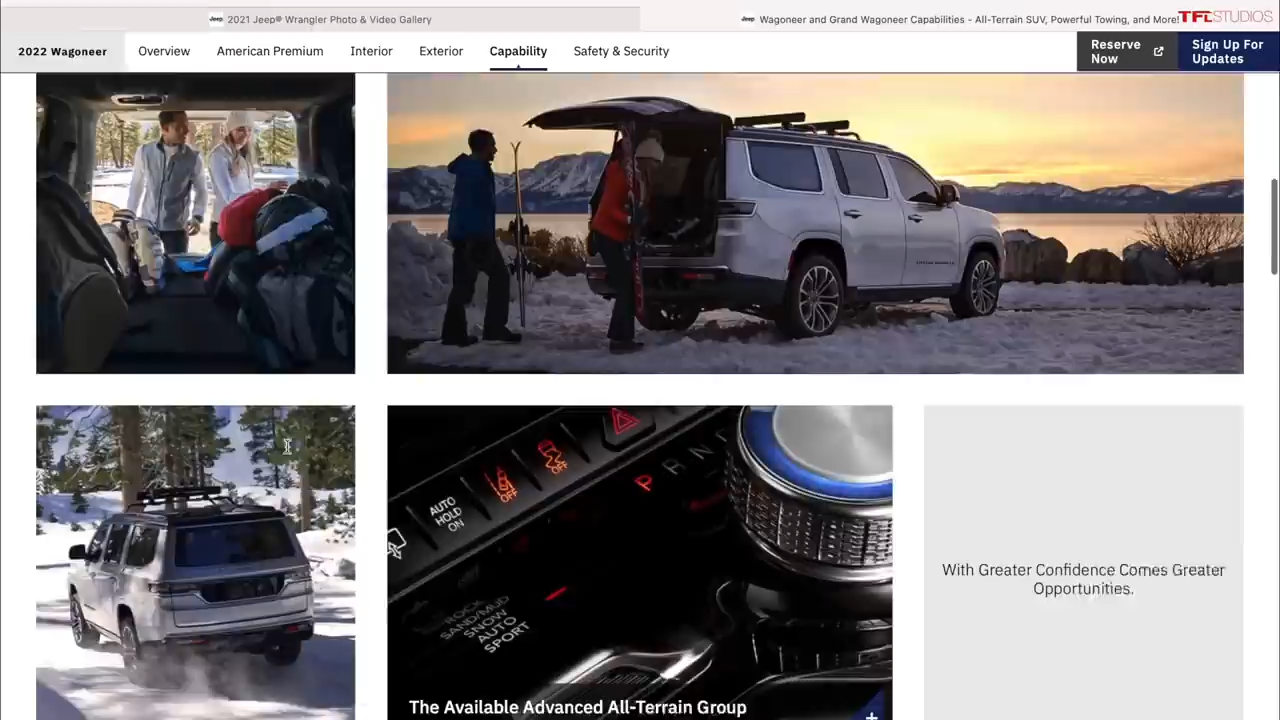 Jeep
2021 Jeep® Wrangler Photo & Video Gallery
Jeep
Wagoneer and Grand Wagoneer Capabilities - All-Terrain SUV, Powerful Towing, and More!
TFLSTUDIOS
2022 Wagoneer
Overview
American Premium
Interior
Exterior
Capability
Safety & Security
Reserve
Now
Sign Up For
Updates
AUTO
HOLD
ON
OFF
OFF
P R N
ROCK
SAND/MUD
SNOW
AUTO
SPORT
With Greater Confidence Comes Greater
Opportunities.
The Available Advanced All-Terrain Group